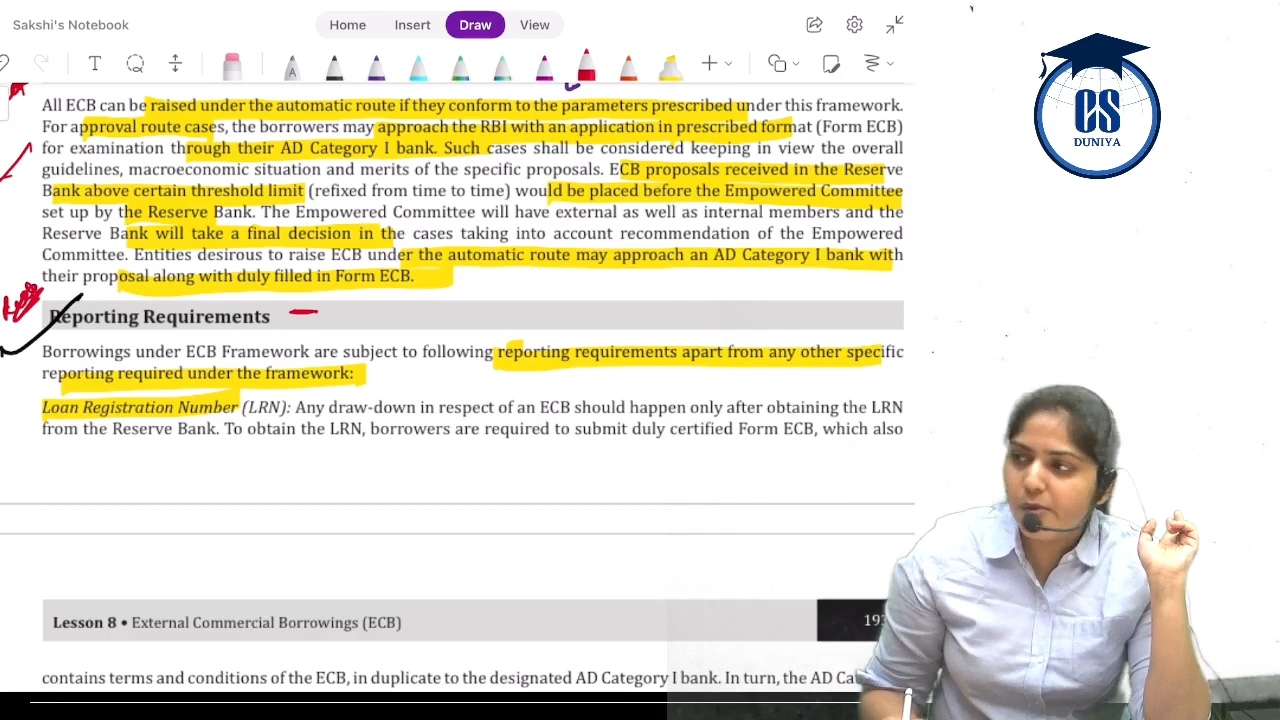 Sakshi's Notebook
Home Insert Draw View
All ECB can be raised under the automatic route if they conform to the parameters prescribed under this framework.
For approval route cases, the borrowers may approach the RBI with an application in prescribed format (Form ECB)
for examination through their AD Category I bank. Such cases shall be considered keeping in view the overall
guidelines, macroeconomic situation and merits of the specific proposals. ECB proposals received in the Reserve
Bank above certain threshold limit (refixed from time to time) would be placed before the Empowered Committee
set up by the Reserve Bank. The Empowered Committee will have external as well as internal members and the
Reserve Bank will take a final decision in the cases taking into account recommendation of the Empowered
Committee. Entities desirous to raise ECB under the automatic route may approach an AD Category I bank with
their proposal along with duly filled in Form ECB.
Reporting Requirements
Borrowings under ECB Framework are subject to following reporting requirements apart from any other specific
reporting required under the framework:
Loan Registration Number (LRN): Any draw-down in respect of an ECB should happen only after obtaining the LRN
from the Reserve Bank. To obtain the LRN, borrowers are required to submit duly certified Form ECB, which also
Lesson 8 • External Commercial Borrowings (ECB)
contains terms and conditions of the ECB, in duplicate to the designated AD Category I bank. In turn, the AD
CS
DUNIYA